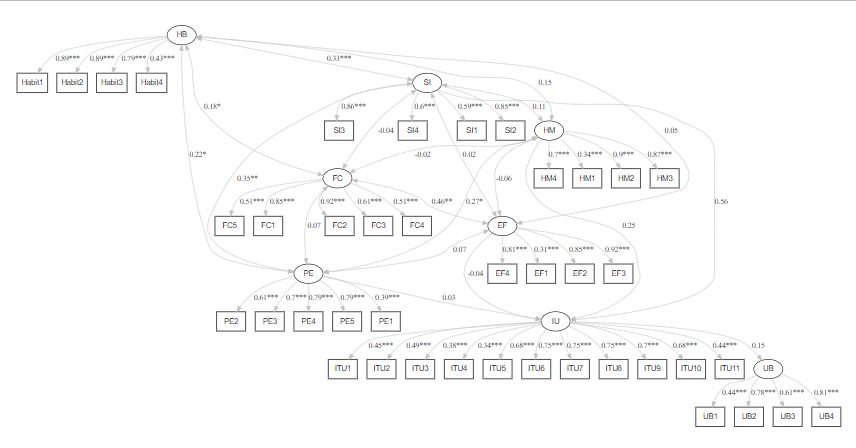 HB
0.89*** 0.89*** 0.79*** 0.43*** 0.33***
Habit1 Habit2 Habit3 Habit4 SI 0.15
0.18* 0.86*** 0.6*** 0.59*** 0.85*** 0.11
SI3 SI4 SI1 SI2 HM
-0.04 0.05
0.22* -0.02 0.02 0.7*** 0.34*** 0.9*** 0.87***
0.35** FC -0.06 HM4 HM1 HM2 HM3
0.51*** 0.85*** 0.92*** 0.61*** 0.51*** 0.46** 0.27* 0.56
FC5 FC1 FC2 FC3 FC4 EF 0.25
0.07 0.07 0.81*** 0.31*** 0.85*** 0.92***
PE -0.04 EF4 EF1 EF2 EF3
0.61*** 0.7*** 0.79*** 0.79*** 0.39*** 0.03
PE2 PE3 PE4 PE5 PE1 IU
0.45*** 0.49*** 0.38*** 0.34*** 0.68*** 0.75*** 0.75*** 0.75*** 0.7*** 0.68*** 0.44*** 0.15
ITU1 ITU2 ITU3 ITU4 ITU5 ITU6 ITU7 ITU8 ITU9 ITU10 ITU11 UB
0.44*** 0.78*** 0.61*** 0.81***
UB1 UB2 UB3 UB4